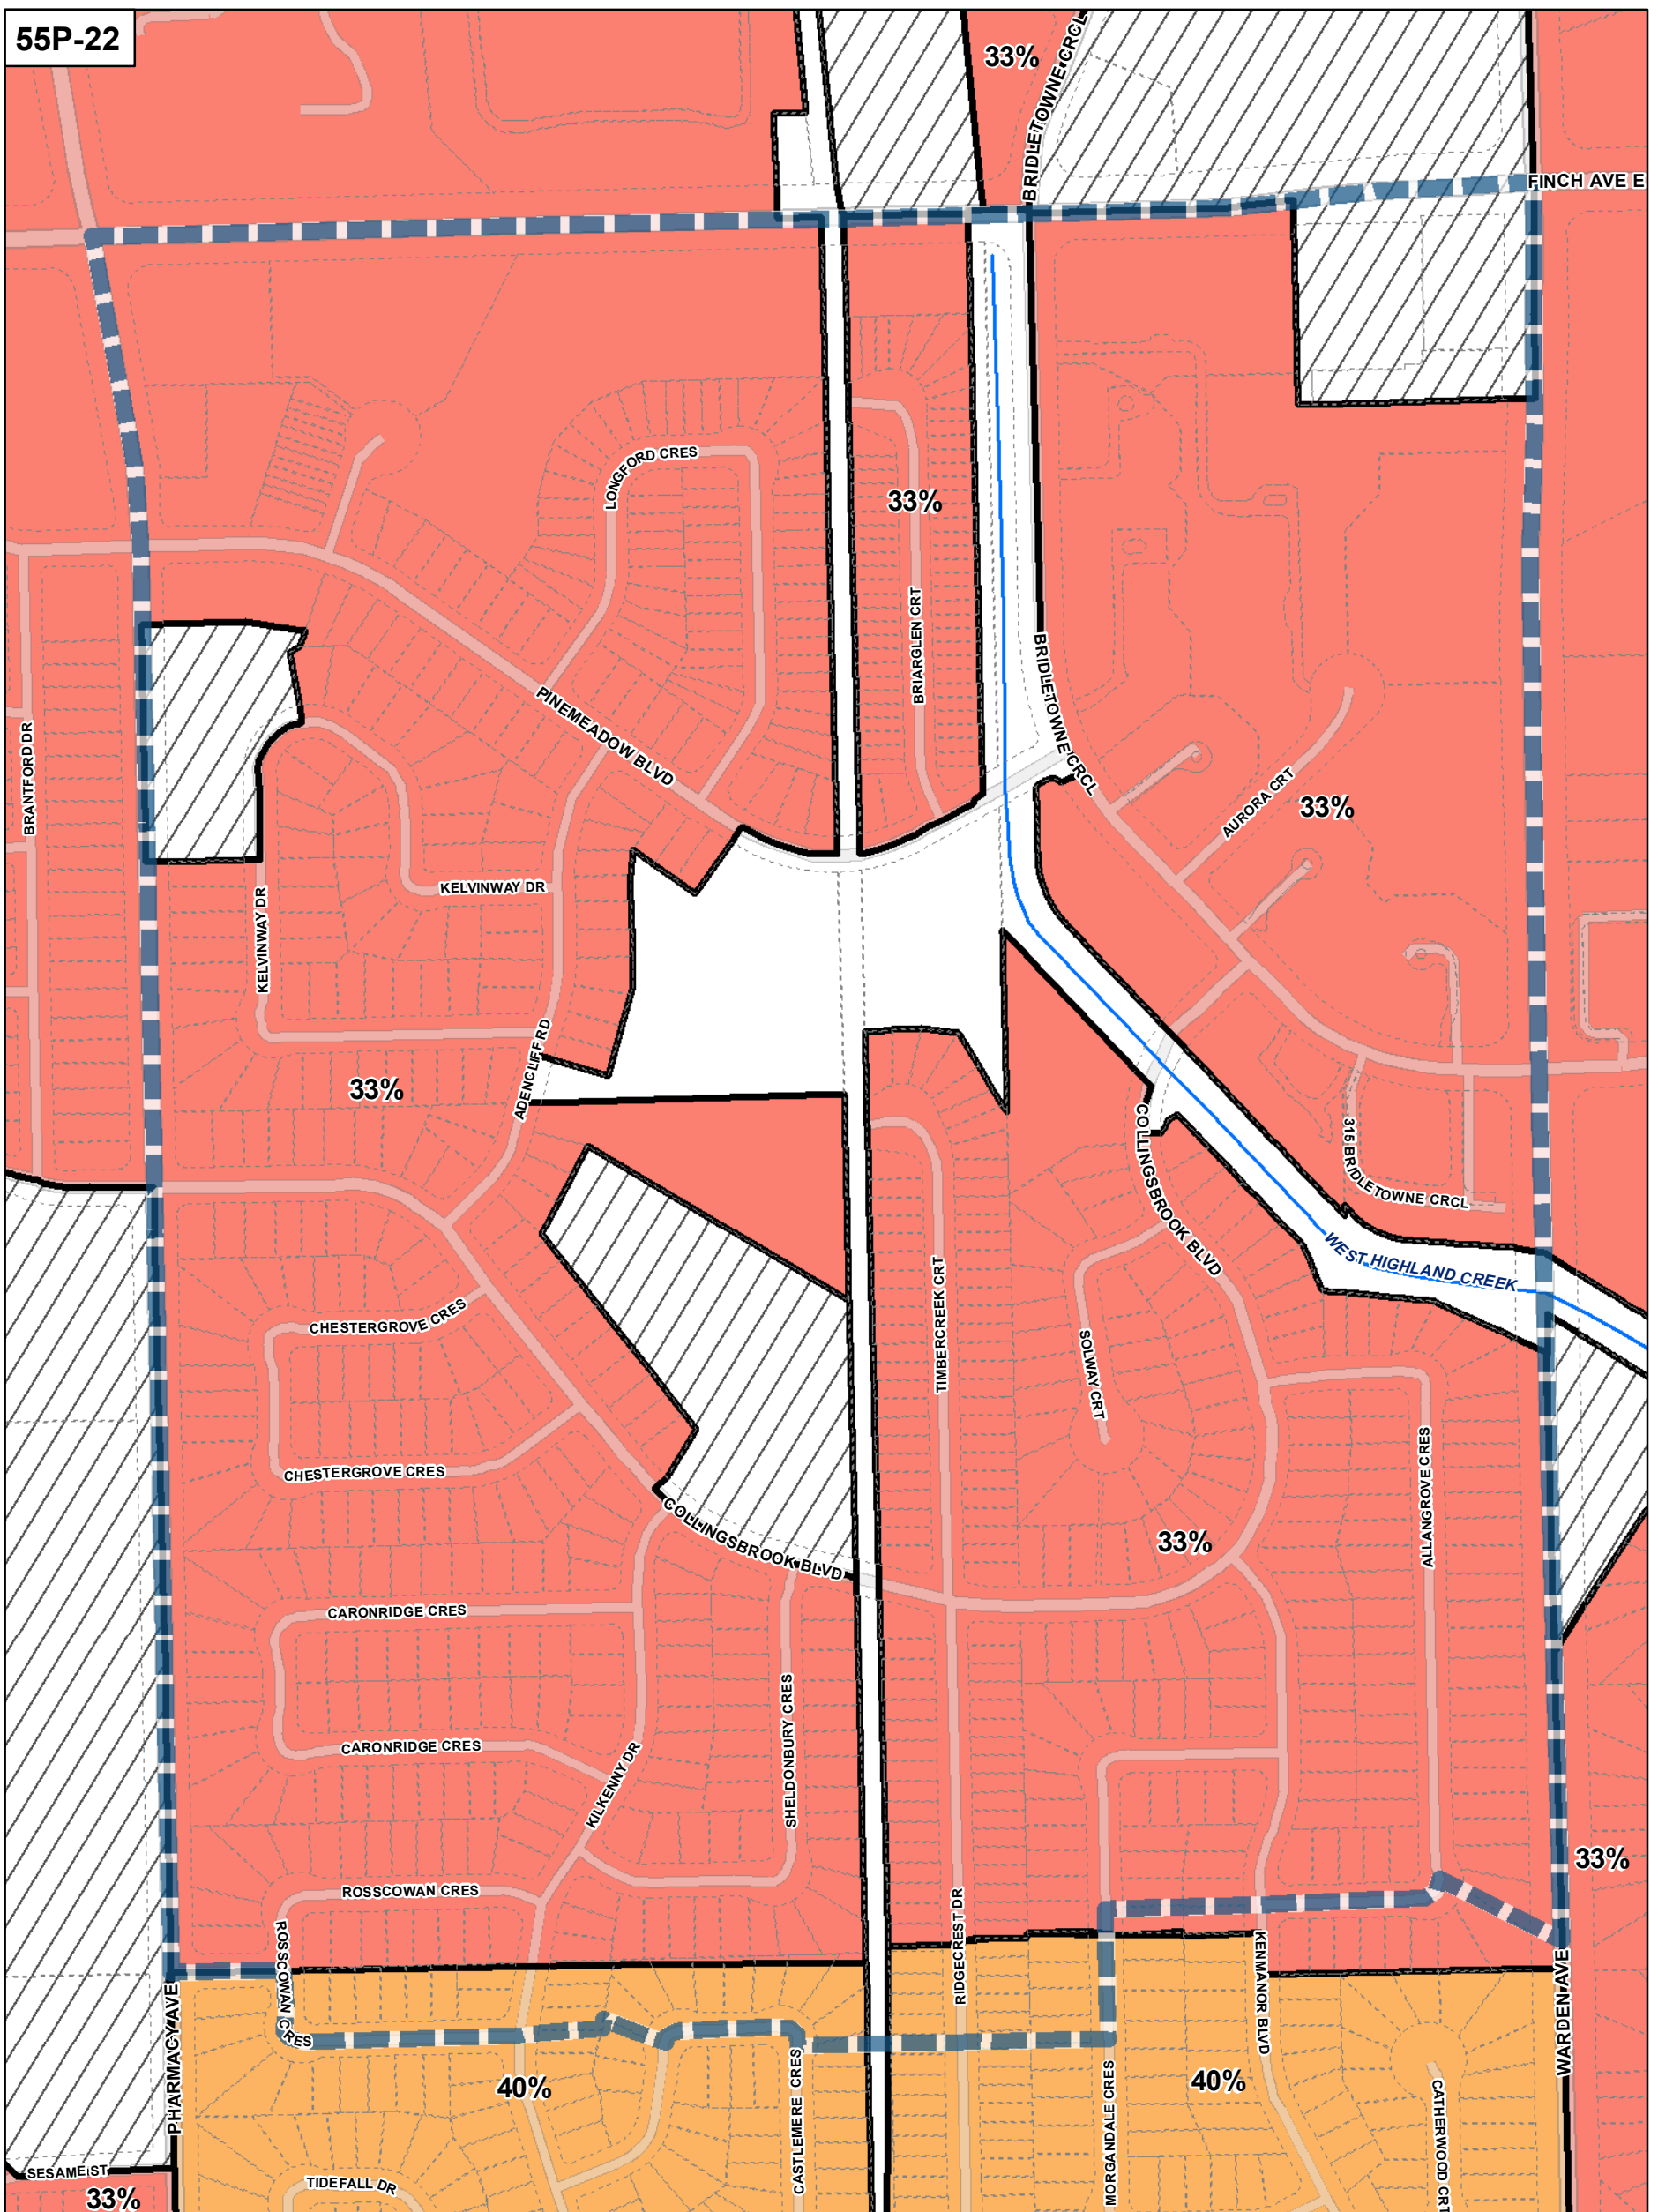 55P-22
33%
BRIDLETOWNE CRCL
FINCH AVE E
LONGFORD CRES
33%
BRIARGLEN CRT
BRIDLETOWNE CRCL
PINEMEADOW BLVD
BRANTFORD DR
AURORA CRT
33%
KELVINWAY DR
KELVINWAY DR
ADENCLIFF RD
33%
COLLINGSBROOK BLVD
315 BRIDLETOWNE CRCL
WEST HIGHLAND CREEK
CHESTERGROVE CRES
TIMBERCREEK CRT
SOLWAY CRT
CHESTERGROVE CRES
ALLANGROVE CRES
COLLINGSBROOK BLVD
33%
CARONRIDGE CRES
SHELDONBURY CRES
CARONRIDGE CRES
KILKENNY DR
33%
ROSSCOWAN CRES
ROSSCOWAN CRES
RIDGECREST DR
KENMANOR BLVD
WARDEN AVE
PHARMACY AVE
40%
40%
CASTLEMERE CRES
MORGANDALE CRES
CATHERWOOD CRT
SESAME ST
TIDEFALL DR
33%